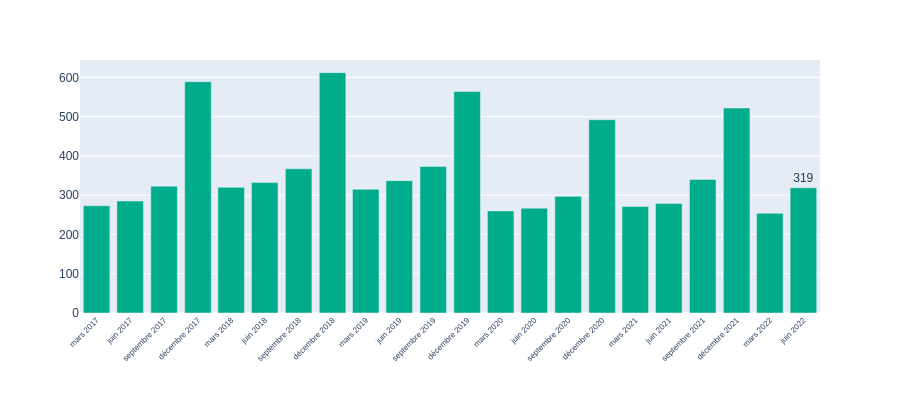 600
500
400
300
200
100
0
319
mars 2017
juin 2017
septembre 2017
décembre 2017
mars 2018
juin 2018
septembre 2018
décembre 2018
mars 2019
juin 2019
septembre 2019
décembre 2019
mars 2020
juin 2020
septembre 2020
décembre 2020
mars 2021
juin 2021
septembre 2021
décembre 2021
mars 2022
juin 2022